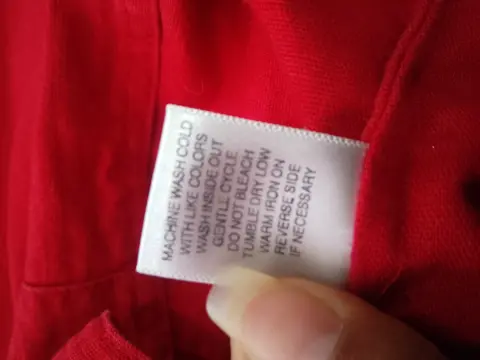 MACHINE WASH COLD
WITH LIKE COLORS
WASH INSIDE OUT
GENTLL CYCLE
DO NOT BLEACH
TUMBLE DRY LOW
WARM IRON ON
REVERSE SIDE
IF NECESSARY